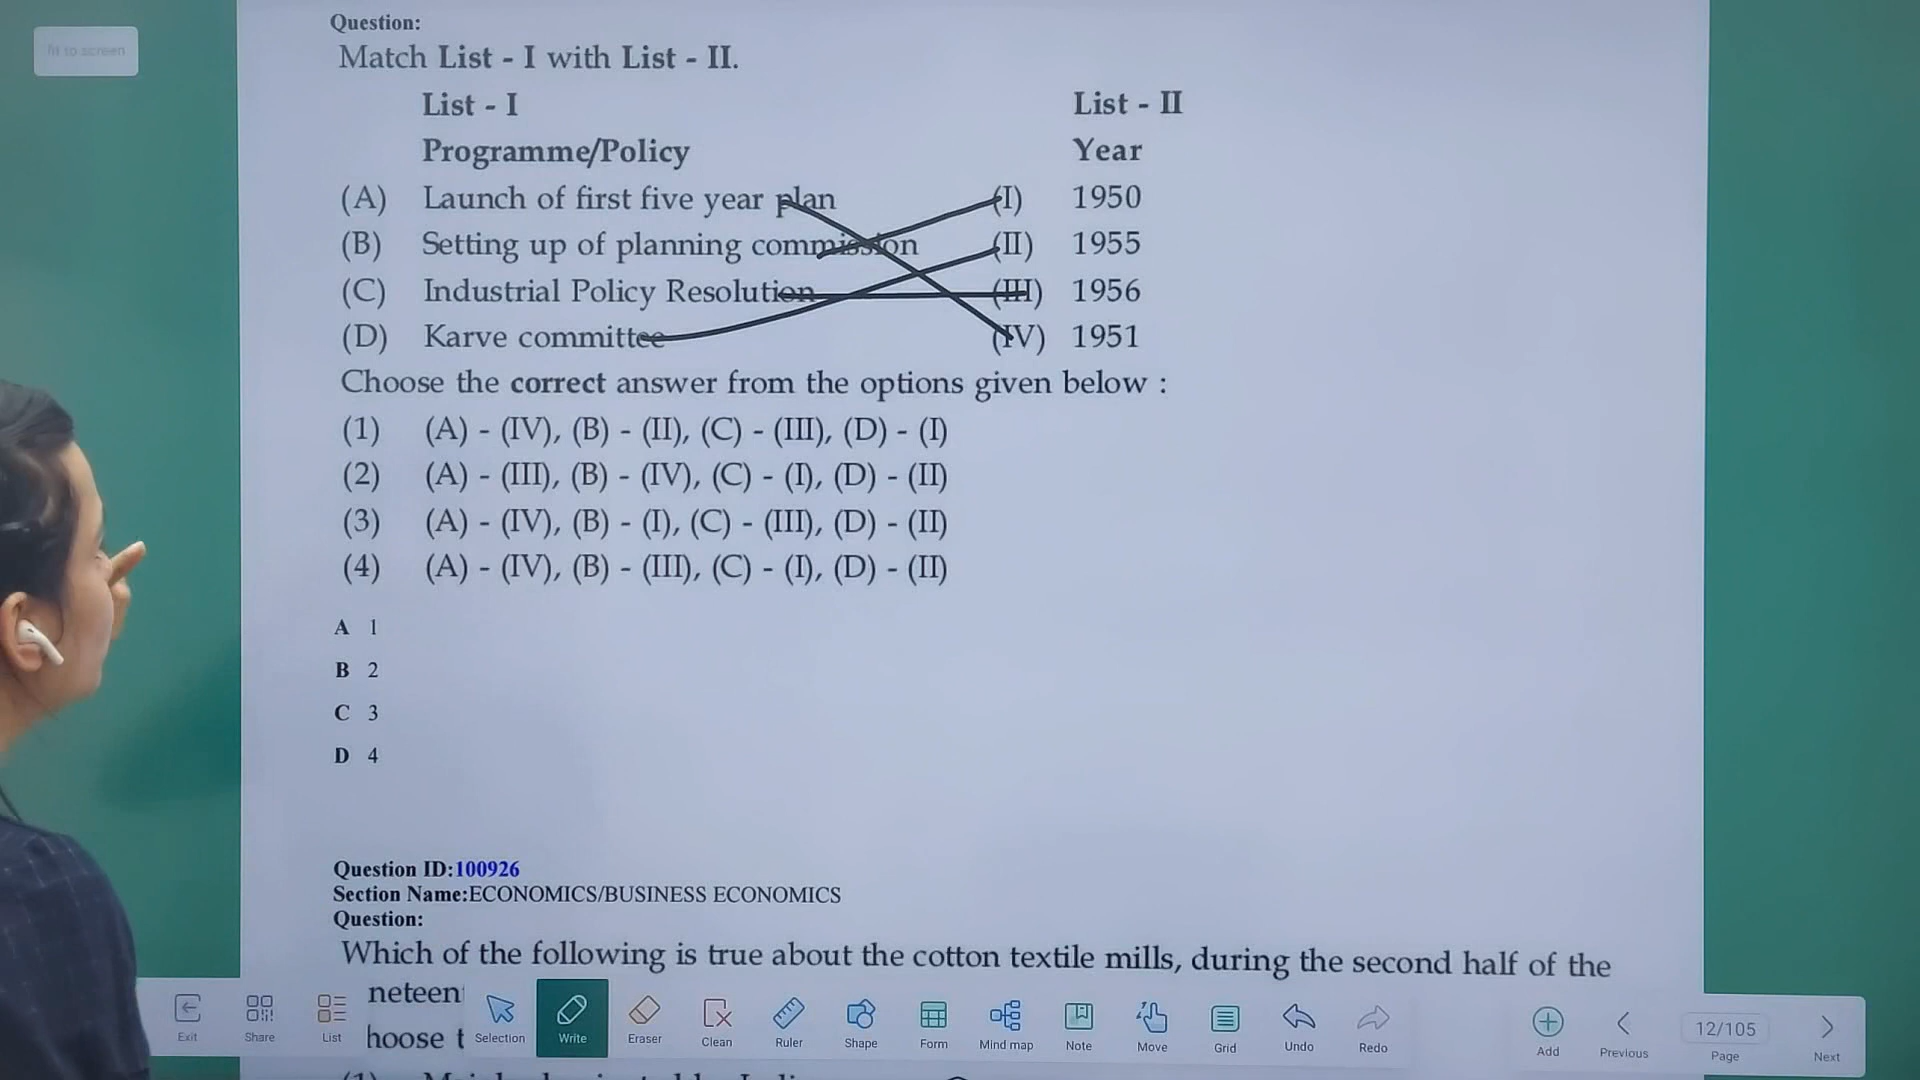 fit to screen
Question:
Match List - I with List - II.
List - I List - II
Programme/Policy Year
(A) Launch of first five year plan (I) 1950
(B) Setting up of planning commission (II) 1955
(C) Industrial Policy Resolution (III) 1956
(D) Karve committee (IV) 1951
Choose the correct answer from the options given below :
(1) (A) - (IV), (B) - (II), (C) - (III), (D) - (I)
(2) (A) - (III), (B) - (IV), (C) - (I), (D) - (II)
(3) (A) - (IV), (B) - (I), (C) - (III), (D) - (II)
(4) (A) - (IV), (B) - (III), (C) - (I), (D) - (II)
A 1
B 2
C 3
D 4
Question ID:100926
Section Name:ECONOMICS/BUSINESS ECONOMICS
Question:
Which of the following is true about the cotton textile mills, during the second half of the
neteen
hoose t
Exit Share List Selection Write Eraser Clean Ruler Shape Form Mind map Note Move Grid Undo Redo Add Previous 12/105 Page Next